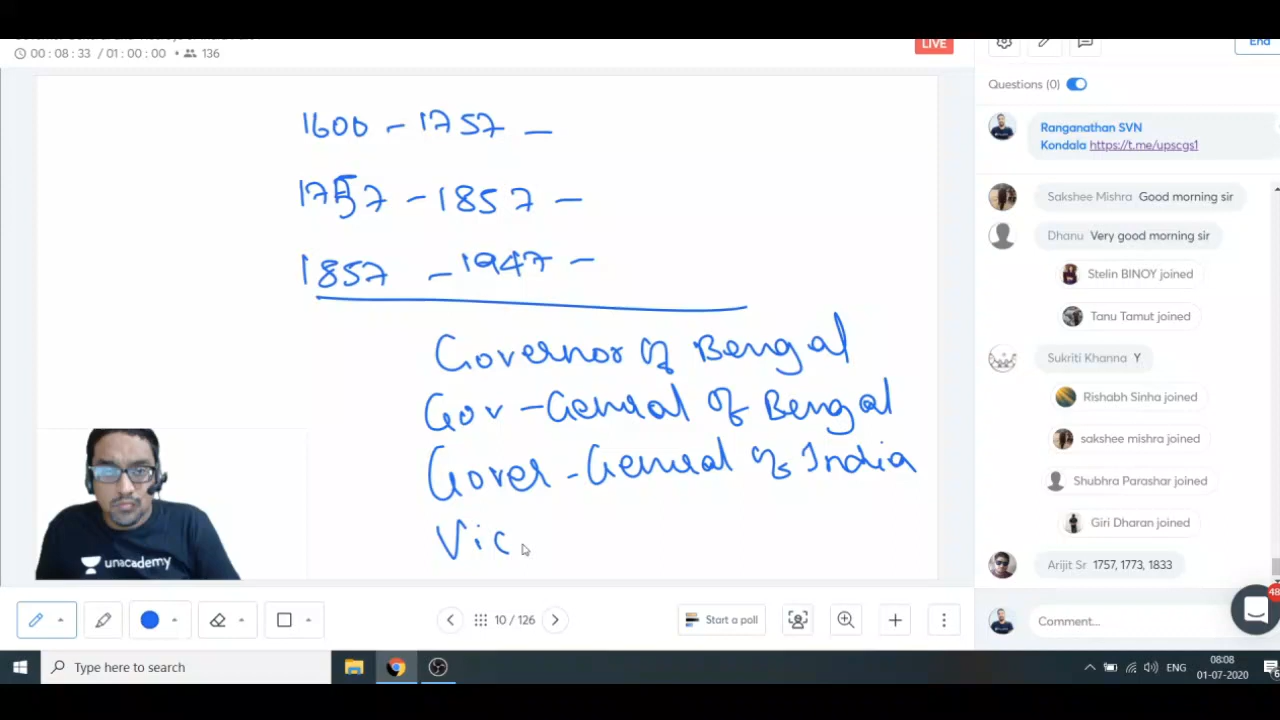 00 : 08 : 33 / 01 : 00 : 00 • 136
LIVE
End
1600 - 1757 -
1757 - 1857 -
1857 - 1947 -
Governor of Bengal
Gov - General of Bengal
Gover - General of India
Vic
unacademy
Questions (0)
Ranganathan SVN
Kondala https://t.me/upscgs1
Sakshee Mishra Good morning sir
Dhanu Very good morning sir
Stelin BINOY joined
Tanu Tamut joined
Sukriti Khanna Y
Rishabh Sinha joined
sakshee mishra joined
Shubhra Parashar joined
Giri Dharan joined
Arijit Sr 1757, 1773, 1833
48
10 / 126
Start a poll
Comment...
Type here to search
ENG
08:08
01-07-2020
6